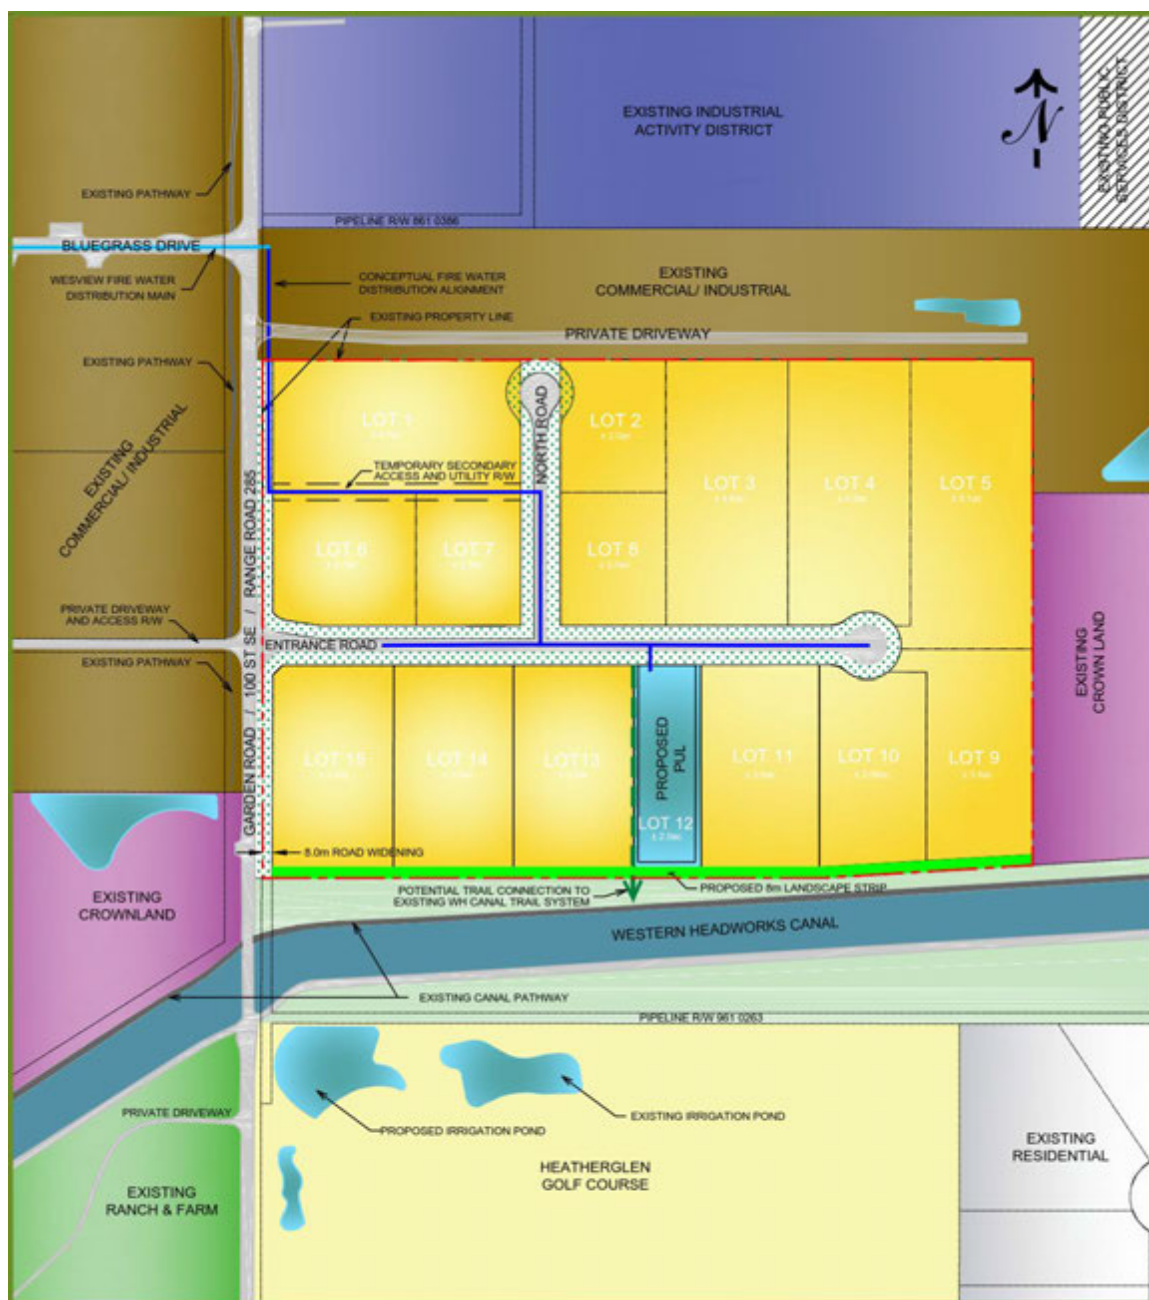 EXISTING INDUSTRIAL
ACTIVITY DISTRICT
N
EXISTING PUBLIC
SERVICES DISTRICT
EXISTING PATHWAY
PIPELINE R/W 861 0386
BLUEGRASS DRIVE
WESVIEW FIRE WATER
DISTRIBUTION MAIN
CONCEPTUAL FIRE WATER
DISTRIBUTION ALIGNMENT
EXISTING
COMMERCIAL/ INDUSTRIAL
EXISTING PROPERTY LINE
PRIVATE DRIVEWAY
EXISTING PATHWAY
EXISTING
COMMERCIAL/ INDUSTRIAL
GARDEN ROAD / 100 ST SE / RANGE ROAD 285
LOT 1
NORTH ROAD
LOT 2
TEMPORARY SECONDARY
ACCESS AND UTILITY R/W
LOT 3
LOT 4
LOT 5
LOT 6
LOT 7
LOT 8
PRIVATE DRIVEWAY
AND ACCESS R/W
ENTRANCE ROAD
EXISTING PATHWAY
EXISTING
CROWN LAND
LOT 15
LOT 14
LOT13
PROPOSED
PUL
LOT 12
LOT 11
LOT 10
LOT 9
5.0m ROAD WIDENING
EXISTING
CROWNLAND
POTENTIAL TRAIL CONNECTION TO
EXISTING WH CANAL TRAIL SYSTEM
PROPOSED 8m LANDSCAPE STRIP
WESTERN HEADWORKS CANAL
EXISTING CANAL PATHWAY
PIPELINE R/W 961 0263
PRIVATE DRIVEWAY
PROPOSED IRRIGATION POND
EXISTING IRRIGATION POND
EXISTING
RESIDENTIAL
HEATHERGLEN
GOLF COURSE
EXISTING
RANCH & FARM